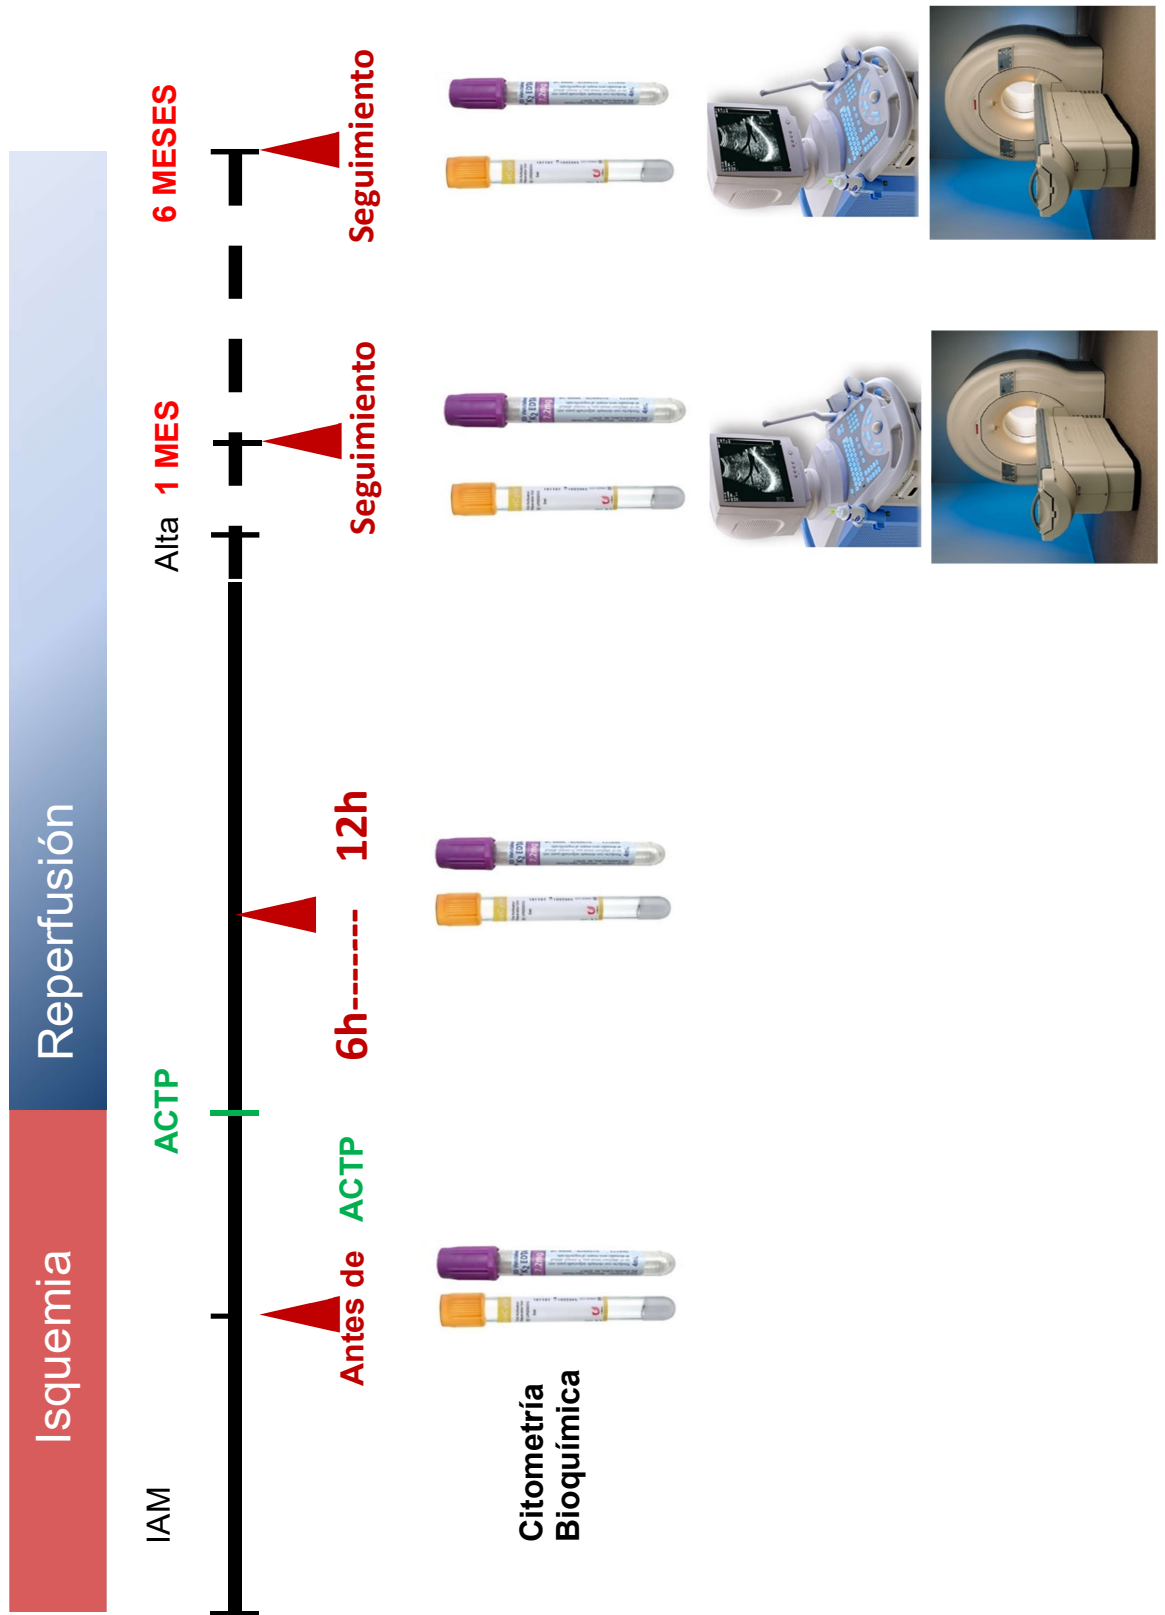 Isquemia
Reperfusión
IAM
ACTP
Alta
1 MES
6 MESES
Antes de ACTP
6h------- 12h
Seguimiento
Seguimiento
Citometría
Bioquímica